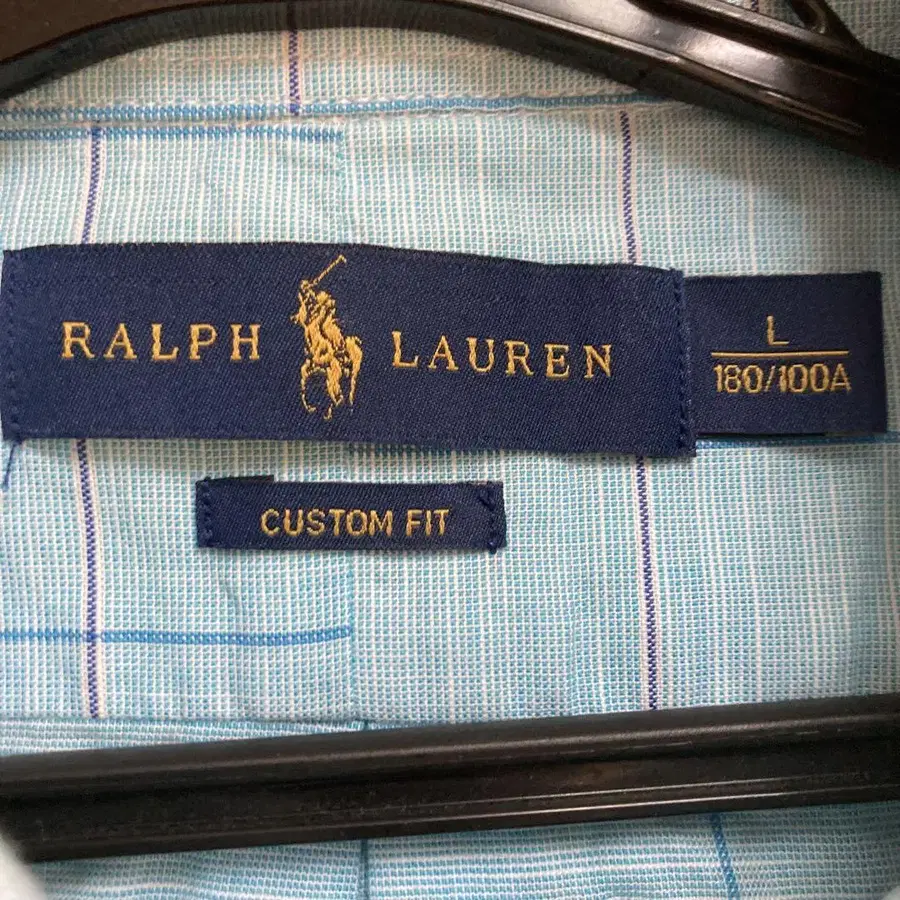 RALPH LAUREN
L
180/100A
CUSTOM FIT